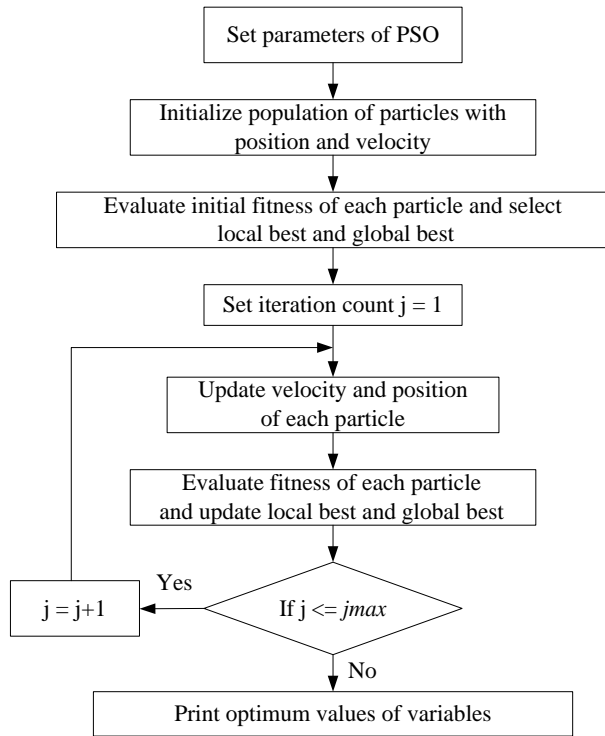 Set parameters of PSO
Initialize population of particles with
position and velocity
Evaluate initial fitness of each particle and select
local best and global best
Set iteration count j = 1
Update velocity and position
of each particle
Evaluate fitness of each particle
and update local best and global best
Yes
j = j+1
If j <= jmax
No
Print optimum values of variables